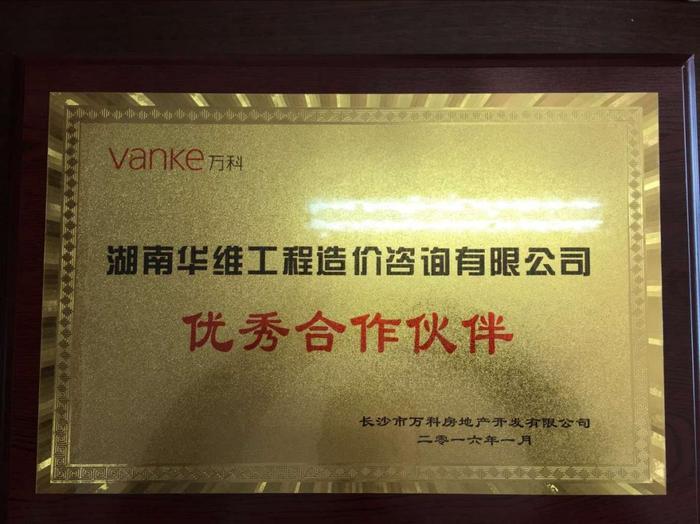 vanke万科
湖南华维工程造价咨询有限公司
优秀合作伙伴
长沙市万科房地产开发有限公司
二〇一六年一月